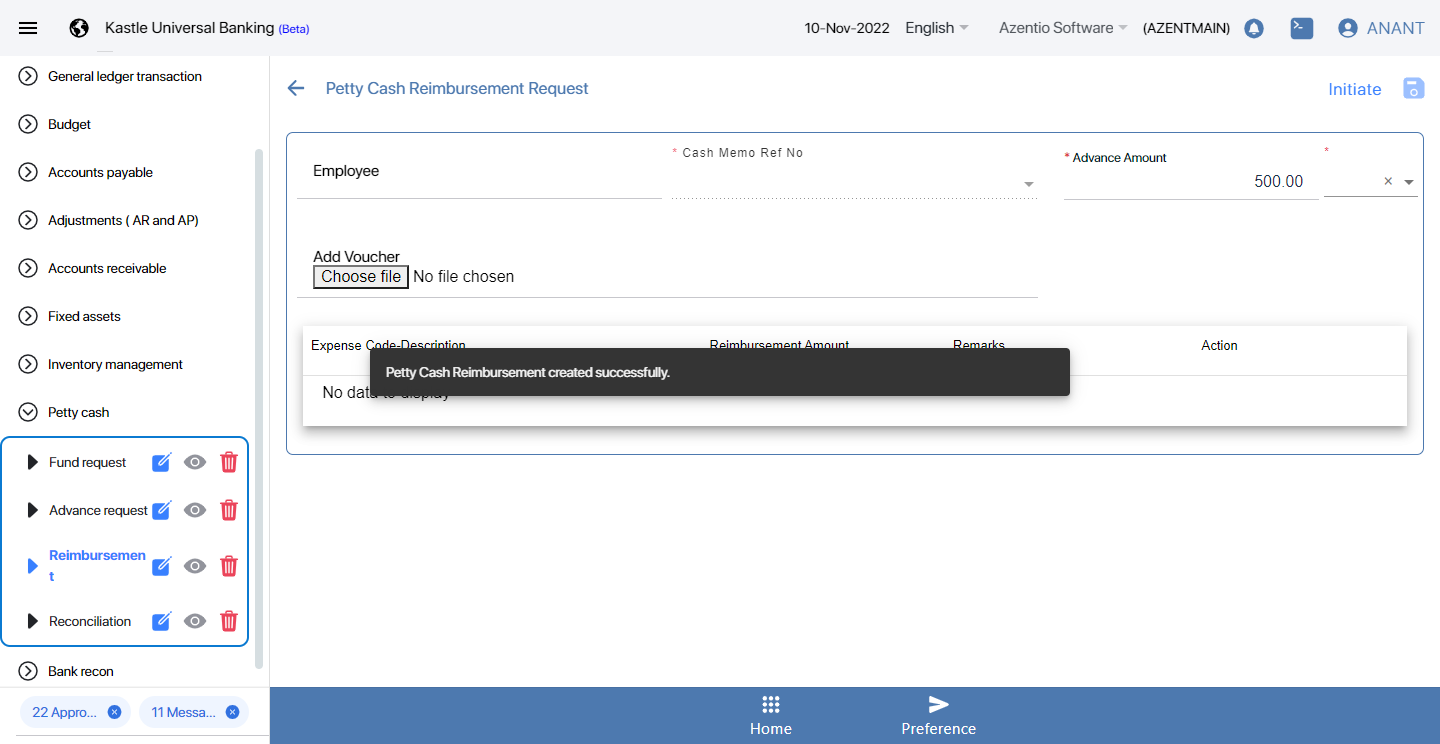 Kastle Universal Banking (Beta)
10-Nov-2022 English Azentio Software (AZENTMAIN) ANANT
General ledger transaction
Budget
Accounts payable
Adjustments ( AR and AP)
Accounts receivable
Fixed assets
Inventory management
Petty cash
Fund request
Advance request
Reimbursemen
t
Reconciliation
Bank recon
22 Appro...
11 Messa...
Petty Cash Reimbursement Request
Initiate
Employee
* Cash Memo Ref No
* Advance Amount
500.00
*
×
Add Voucher
Choose file No file chosen
Expense Code-Description Reimbursement Amount Remarks Action
Petty Cash Reimbursement created successfully.
No data to display
Home
Preference